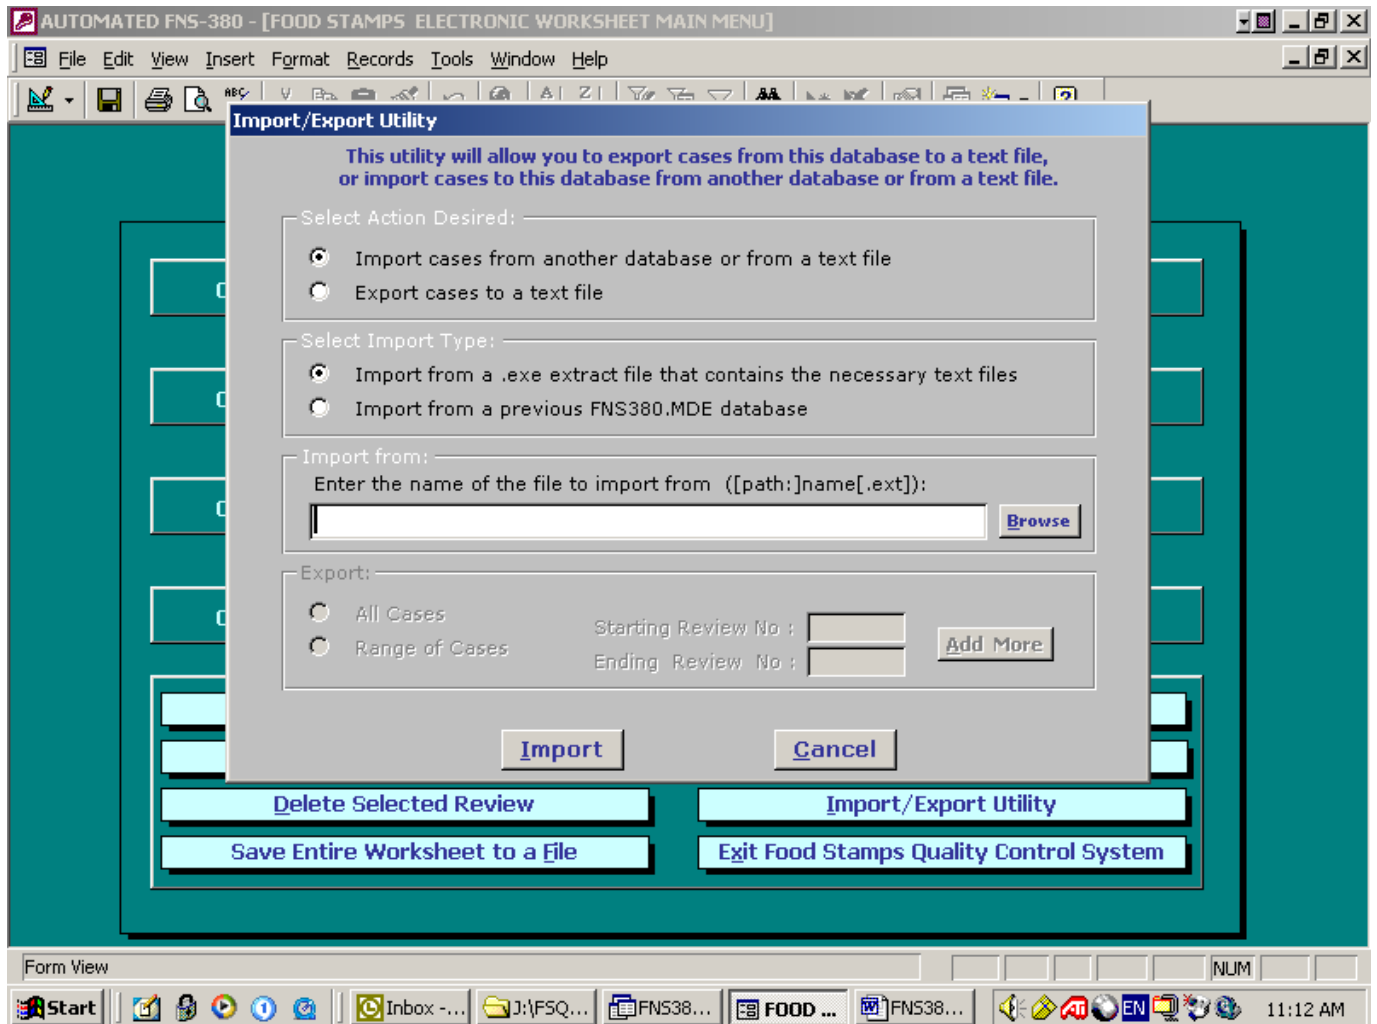 AUTOMATED FNS-380 - [FOOD STAMPS ELECTRONIC WORKSHEET MAIN MENU]
File Edit View Insert Format Records Tools Window Help
Import/Export Utility
This utility will allow you to export cases from this database to a text file,
or import cases to this database from another database or from a text file.
Select Action Desired:
Import cases from another database or from a text file
Export cases to a text file
Select Import Type:
Import from a .exe extract file that contains the necessary text files
Import from a previous FNS380.MDE database
Import from:
Enter the name of the file to import from ([path:]name[.ext]):
Browse
Export:
All Cases
Range of Cases
Starting Review No :
Ending Review No :
Add More
Import Cancel
Delete Selected Review Import/Export Utility
Save Entire Worksheet to a File Exit Food Stamps Quality Control System
Form View NUM
Start Inbox -... J:\FSQ... FNS38... FOOD ... FNS38... EN 11:12 AM